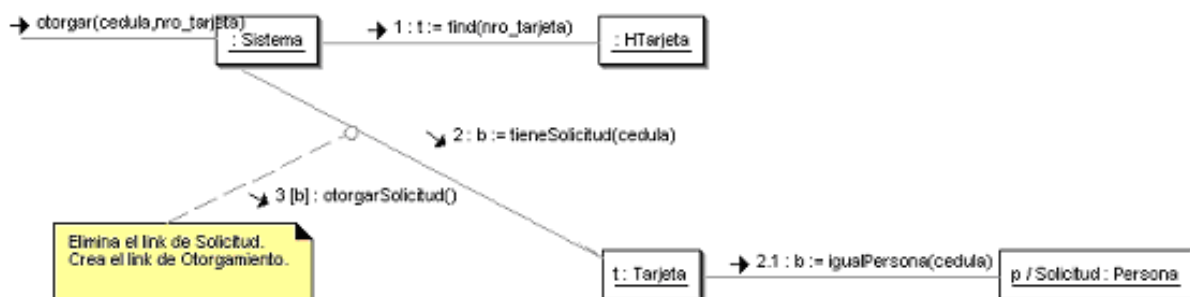 otorgar(cedula,nro_tarjeta)
: Sistema
1 : t := find(nro_tarjeta)
: HTarjeta
2 : b := tieneSolicitud(cedula)
3 [b] : otorgarSolicitud()
Elimina el link de Solicitud.
Crea el link de Otorgamiento.
t : Tarjeta
2.1 : b := igualPersona(cedula)
p / Solicitud : Persona